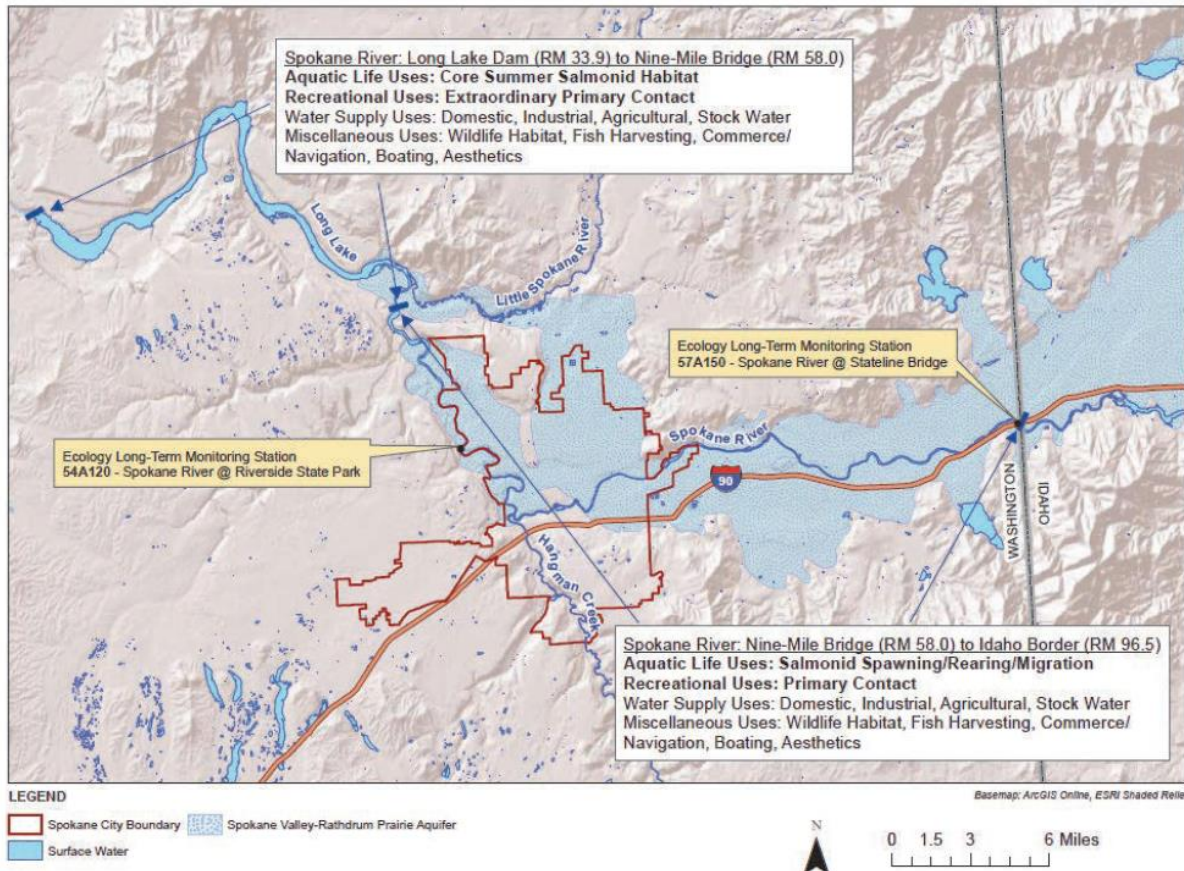 Spokane River: Long Lake Dam (RM 33.9) to Nine-Mile Bridge (RM 58.0)
Aquatic Life Uses: Core Summer Salmonid Habitat
Recreational Uses: Extraordinary Primary Contact
Water Supply Uses: Domestic, Industrial, Agricultural, Stock Water
Miscellaneous Uses: Wildlife Habitat, Fish Harvesting, Commerce/
Navigation, Boating, Aesthetics
Long Lake
Little Spokane River
Ecology Long-Term Monitoring Station
57A150 - Spokane River @ Stateline Bridge
Ecology Long-Term Monitoring Station
54A120 - Spokane River @ Riverside State Park
Spokane River
90
WASHINGTON
IDAHO
Hangman Creek
Spokane River: Nine-Mile Bridge (RM 58.0) to Idaho Border (RM 96.5)
Aquatic Life Uses: Salmonid Spawning/Rearing/Migration
Recreational Uses: Primary Contact
Water Supply Uses: Domestic, Industrial, Agricultural, Stock Water
Miscellaneous Uses: Wildlife Habitat, Fish Harvesting, Commerce/
Navigation, Boating, Aesthetics
LEGEND
Basemap: ArcGIS Online, ESRI Shaded Relie
Spokane City Boundary
Spokane Valley-Rathdrum Prairie Aquifer
Surface Water
N
0 1.5 3 6 Miles